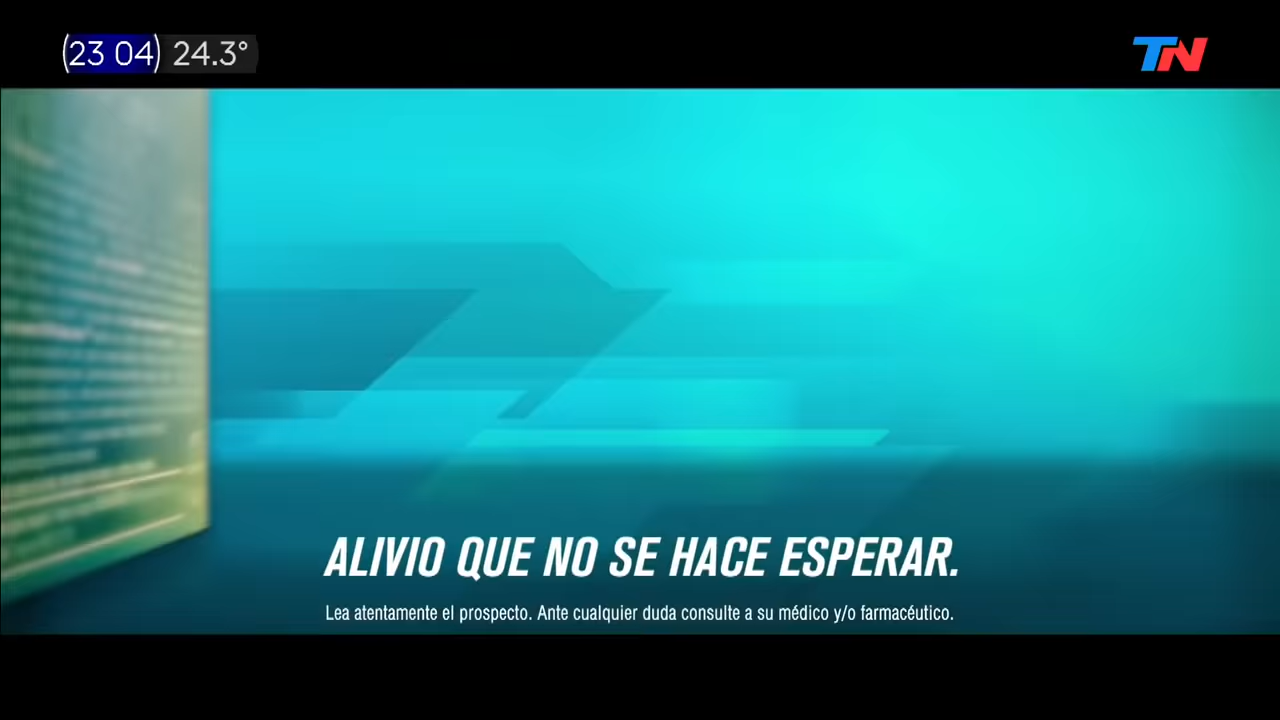 (23 04) 24.3°
TN
ALIVIO QUE NO SE HACE ESPERAR.
Lea atentamente el prospecto. Ante cualquier duda consulte a su médico y/o farmacéutico.